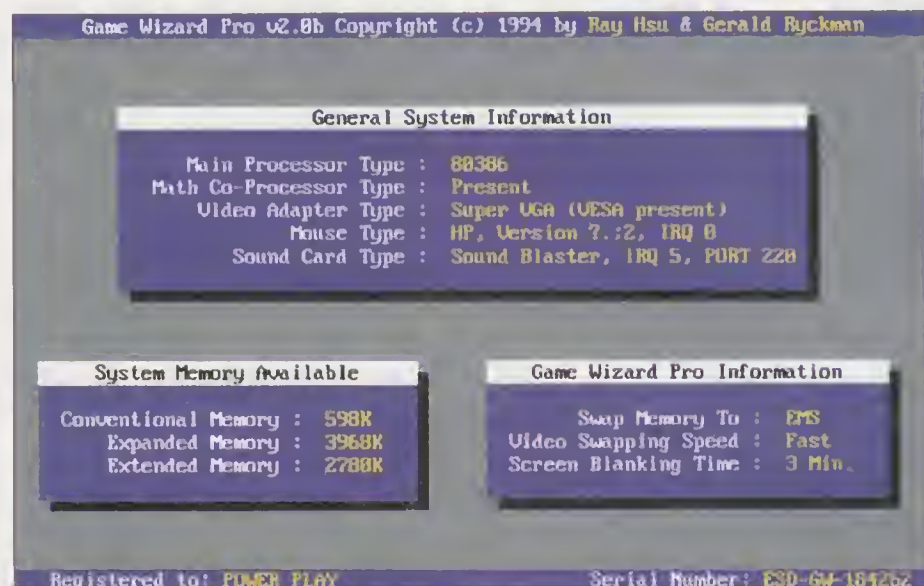 Game Wizard Pro v2.0b Copyright (c) 1994 by Ray Hsu & Gerald Ryckman
General System Information
Main Processor Type : 80386
Math Co-Processor Type : Present
Video Adapter Type : Super VGA (VESA present)
Mouse Type : HP, Version ?.:2, IRQ 0
Sound Card Type : Sound Blaster, IRQ 5, PORT 220
System Memory Available
Conventional Memory : 598K
Expanded Memory : 3968K
Extended Memory : 2780K
Game Wizard Pro Information
Swap Memory To : EMS
Video Swapping Speed : Fast
Screen Blanking Time : 3 Min.
Registered to: POWER PLAY
Serial Number: ESD-GW-184262